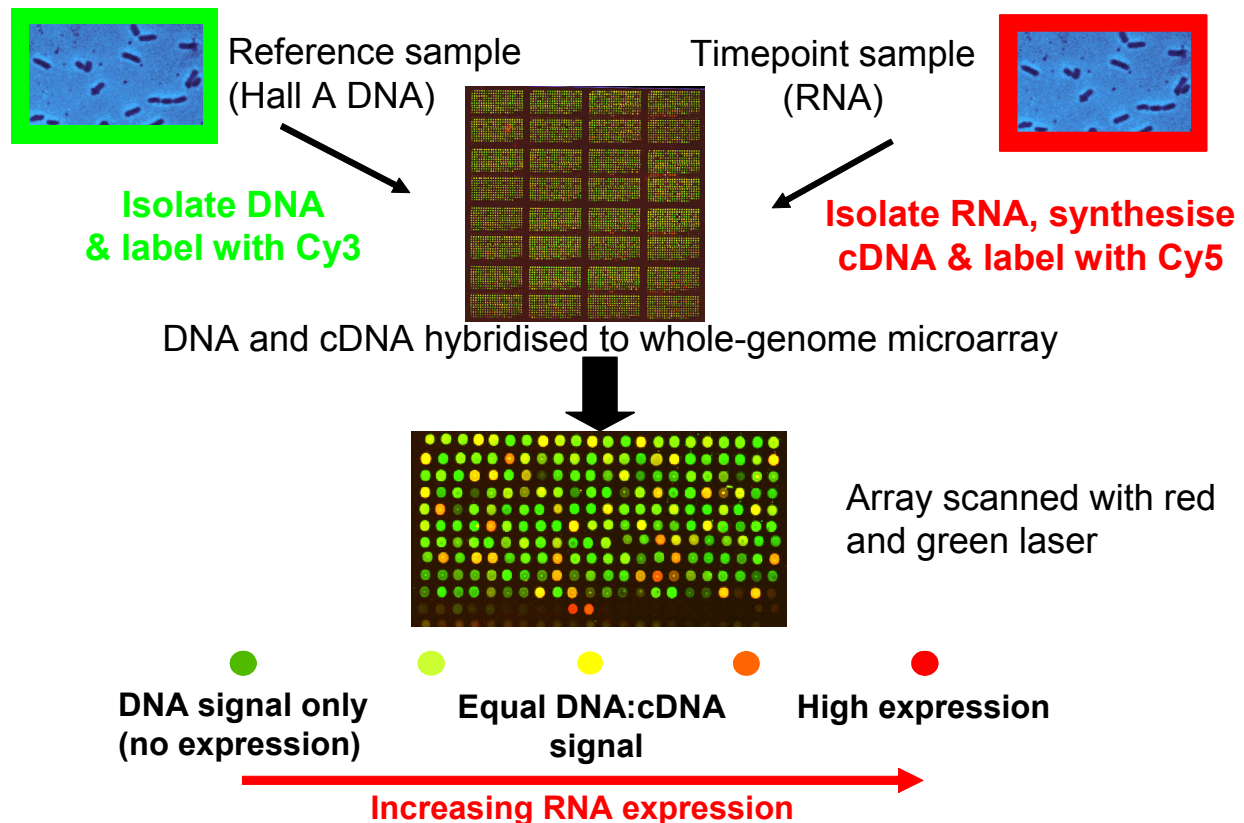 Reference sample
(Hall A DNA)
Timepoint sample
(RNA)
Isolate DNA
& label with Cy3
Isolate RNA, synthesise
cDNA & label with Cy5
DNA and cDNA hybridised to whole-genome microarray
Array scanned with red
and green laser
DNA signal only
(no expression)
Equal DNA:cDNA
signal
High expression
Increasing RNA expression